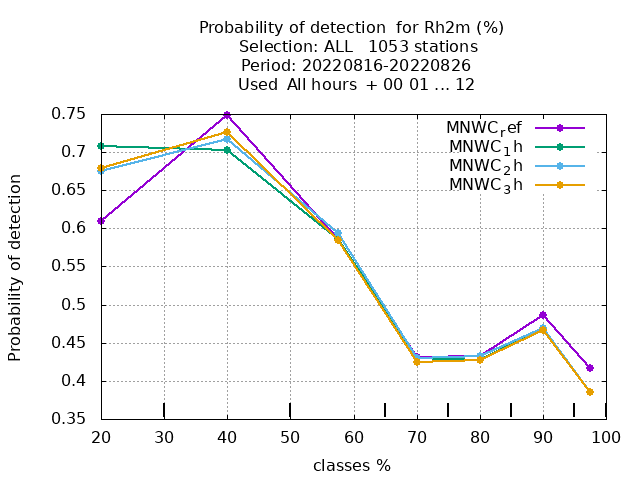 Probability of detection  for Rh2m (%)
Selection: ALL   1053 stations
Period: 20220816-20220826
Used  All hours  + 00 01 ... 12
MNWC_ref
MNWC_1h
MNWC_2h
MNWC_3h
0.75
0.7
0.65
0.6
0.55
0.5
0.45
0.4
0.35
Probability of detection
20 30 40 50 60 70 80 90 100
classes %